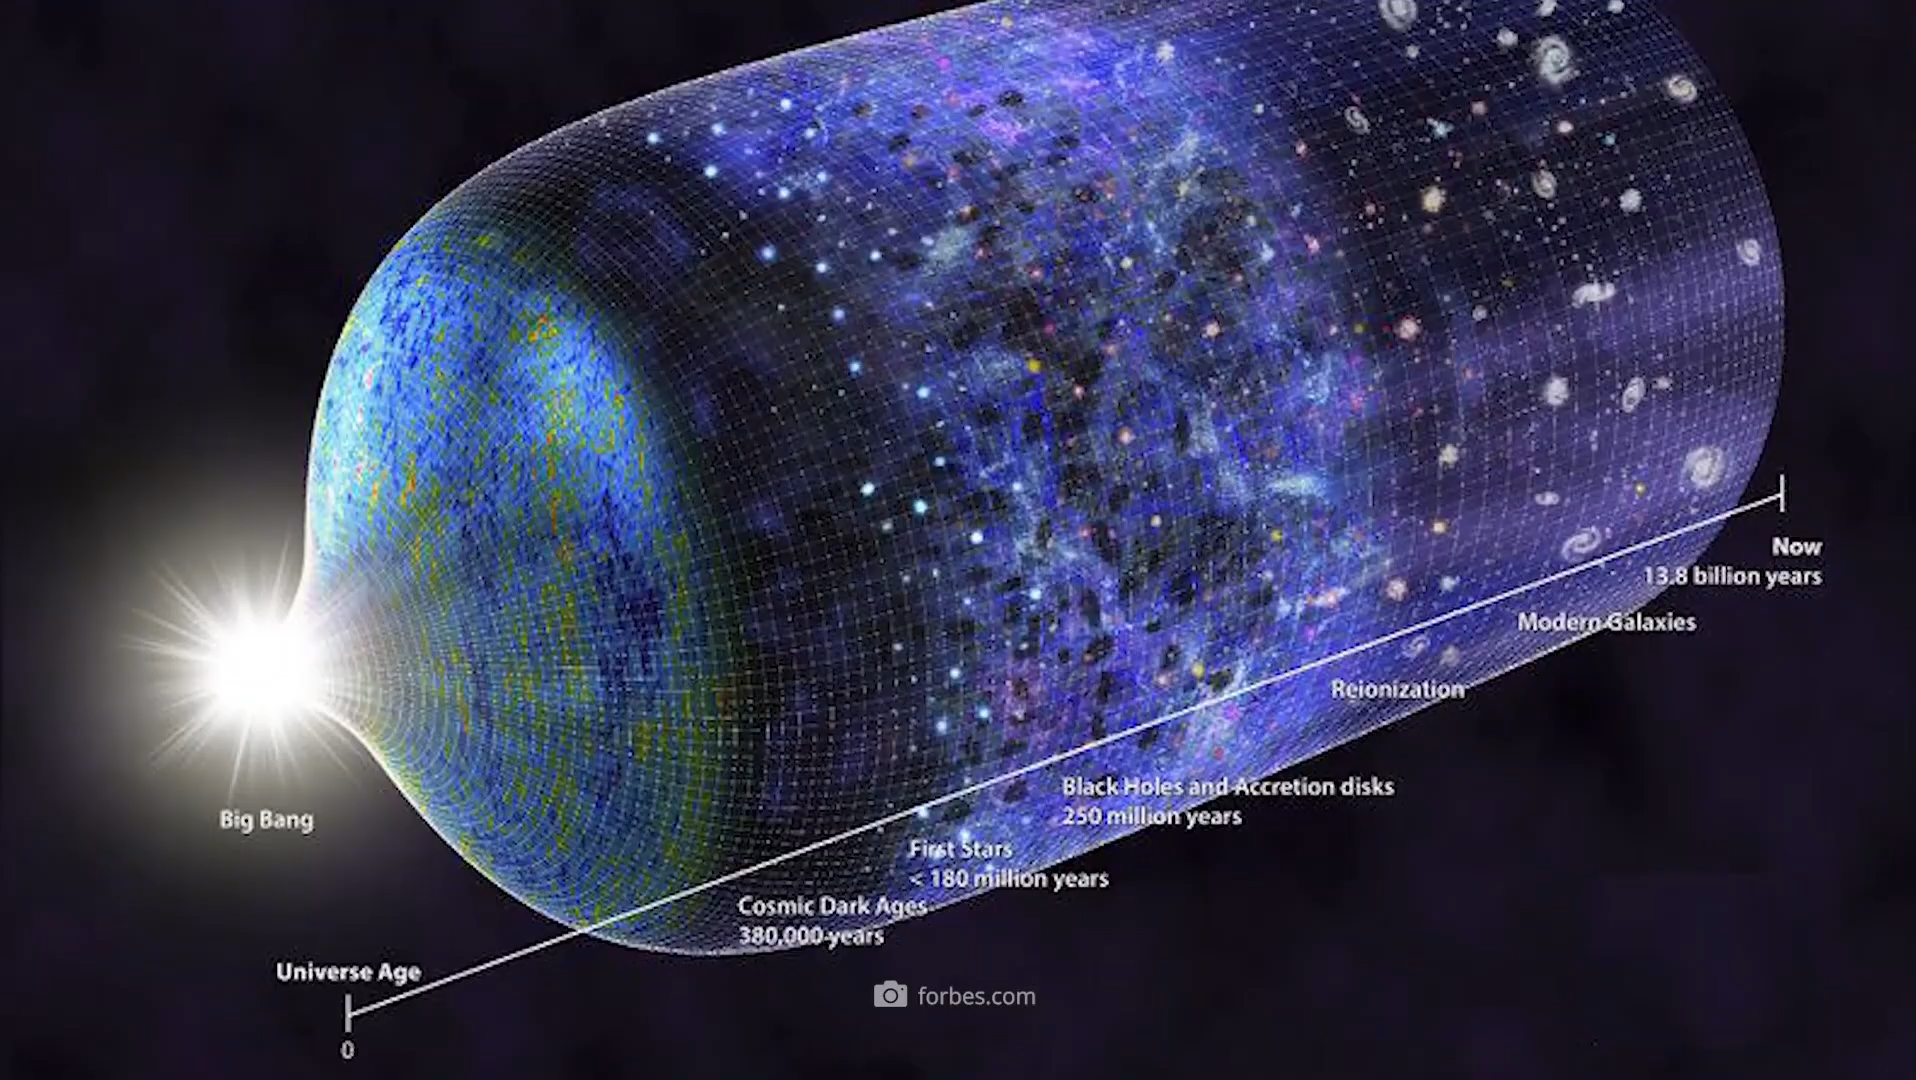 Now
13.8 billion years
Modern Galaxies
Reionization
Black Holes and Accretion disks
250 million years
Big Bang
First Stars
< 180 million years
Cosmic Dark Ages
380,000 years
Universe Age
0
forbes.com